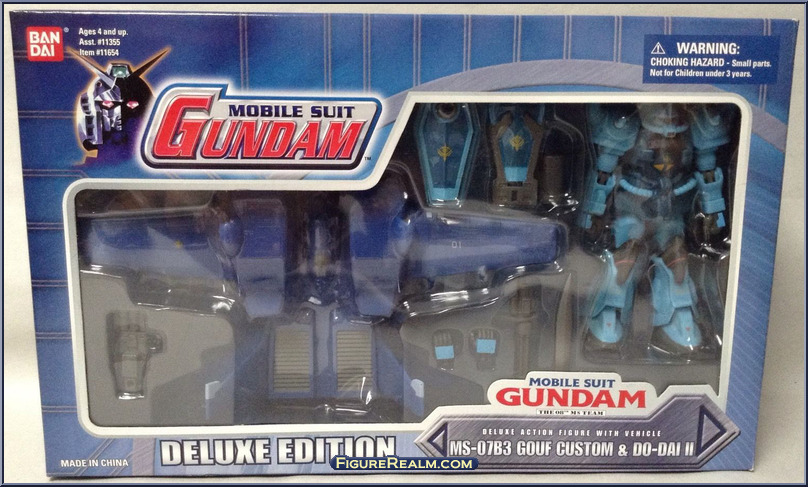 BAN
DAI
Ages 4 and up.
Asst. #11355
Item #11654
MOBILE SUIT
GUNDAM
TM
WARNING:
CHOKING HAZARD - Small parts.
Not for Children under 3 years.
01
MOBILE SUIT
GUNDAM
THE 08TH MS TEAM
DELUXE ACTION FIGURE WITH VEHICLE
MS-07B3 GOUF CUSTOM & DO-DAI II
DELUXE EDITION
MADE IN CHINA
FIGUREREALM.COM